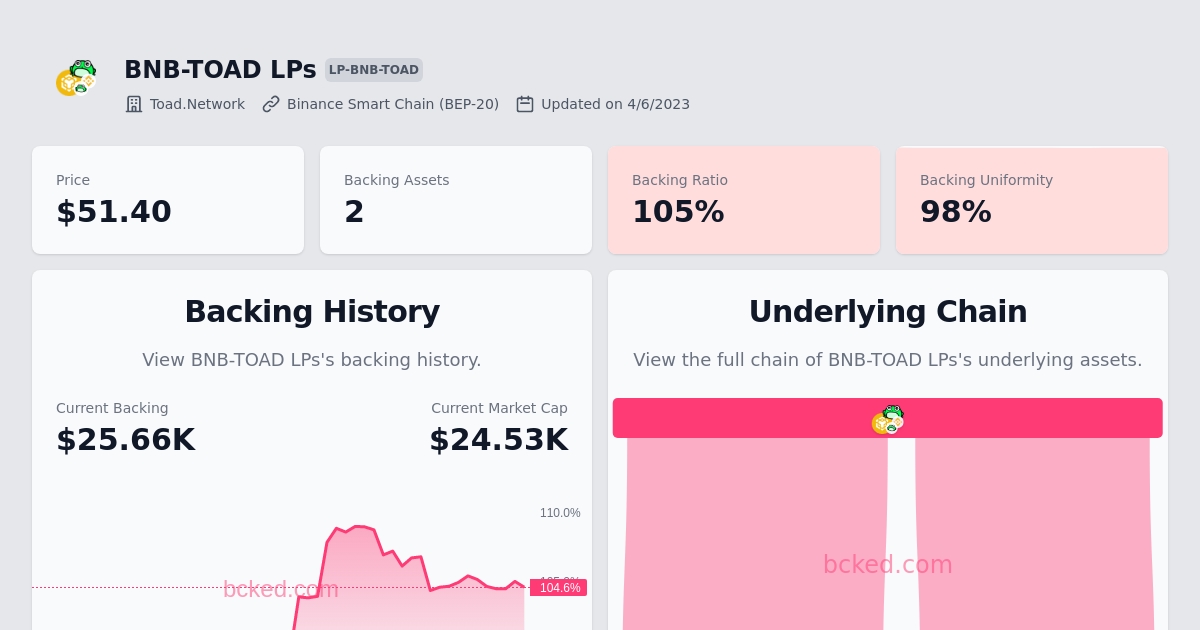 BNB-TOAD LPs LP-BNB-TOAD
Toad.Network Binance Smart Chain (BEP-20) Updated on 4/6/2023
Price
$51.40
Backing Assets
2
Backing Ratio
105%
Backing Uniformity
98%
Backing History
View BNB-TOAD LPs's backing history.
Current Backing
$25.66K
Current Market Cap
$24.53K
110.0%
104.6%
bcked.com
Underlying Chain
View the full chain of BNB-TOAD LPs's underlying assets.
bcked.com